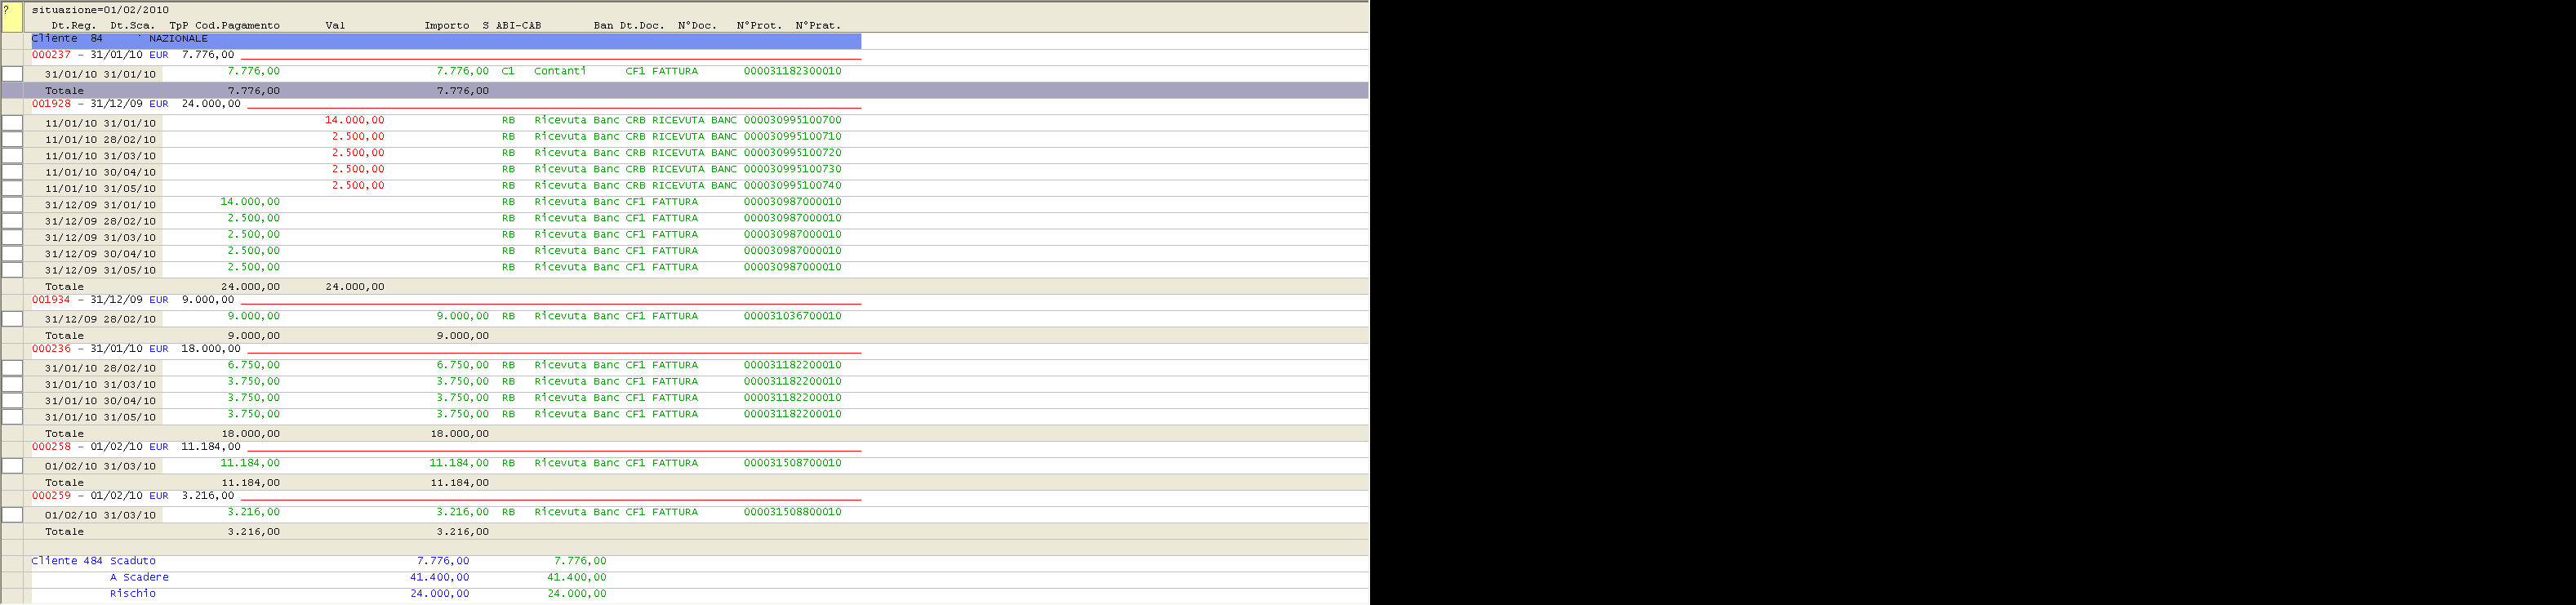 ?
situazione=01/02/2010
Dt.Reg. Dt.Sca. TpP Cod.Pagamento Val Importo S ABI-CAB Ban Dt.Doc. N°Doc. N°Prot. N°Prat.
Cliente 84 NAZIONALE
000237 - 31/01/10 EUR 7.776,00
31/01/10 31/01/10 7.776,00 7.776,00 C1 Contanti CF1 FATTURA 000031182300010
Totale 7.776,00 7.776,00
001928 - 31/12/09 EUR 24.000,00
11/01/10 31/01/10 14.000,00 RB Ricevuta Banc CRB RICEVUTA BANC 000030995100700
11/01/10 28/02/10 2.500,00 RB Ricevuta Banc CRB RICEVUTA BANC 000030995100710
11/01/10 31/03/10 2.500,00 RB Ricevuta Banc CRB RICEVUTA BANC 000030995100720
11/01/10 30/04/10 2.500,00 RB Ricevuta Banc CRB RICEVUTA BANC 000030995100730
11/01/10 31/05/10 2.500,00 RB Ricevuta Banc CRB RICEVUTA BANC 000030995100740
31/12/09 31/01/10 14.000,00 RB Ricevuta Banc CF1 FATTURA 000030987000010
31/12/09 28/02/10 2.500,00 RB Ricevuta Banc CF1 FATTURA 000030987000010
31/12/09 31/03/10 2.500,00 RB Ricevuta Banc CF1 FATTURA 000030987000010
31/12/09 30/04/10 2.500,00 RB Ricevuta Banc CF1 FATTURA 000030987000010
31/12/09 31/05/10 2.500,00 RB Ricevuta Banc CF1 FATTURA 000030987000010
Totale 24.000,00 24.000,00
001934 - 31/12/09 EUR 9.000,00
31/12/09 28/02/10 9.000,00 9.000,00 RB Ricevuta Banc CF1 FATTURA 000031036700010
Totale 9.000,00 9.000,00
000236 - 31/01/10 EUR 18.000,00
31/01/10 28/02/10 6.750,00 6.750,00 RB Ricevuta Banc CF1 FATTURA 000031182200010
31/01/10 31/03/10 3.750,00 3.750,00 RB Ricevuta Banc CF1 FATTURA 000031182200010
31/01/10 30/04/10 3.750,00 3.750,00 RB Ricevuta Banc CF1 FATTURA 000031182200010
31/01/10 31/05/10 3.750,00 3.750,00 RB Ricevuta Banc CF1 FATTURA 000031182200010
Totale 18.000,00 18.000,00
000258 - 01/02/10 EUR 11.184,00
01/02/10 31/03/10 11.184,00 11.184,00 RB Ricevuta Banc CF1 FATTURA 000031508700010
Totale 11.184,00 11.184,00
000259 - 01/02/10 EUR 3.216,00
01/02/10 31/03/10 3.216,00 3.216,00 RB Ricevuta Banc CF1 FATTURA 000031508800010
Totale 3.216,00 3.216,00
Cliente 484 Scaduto 7.776,00 7.776,00
A Scadere 41.400,00 41.400,00
Rischio 24.000,00 24.000,00